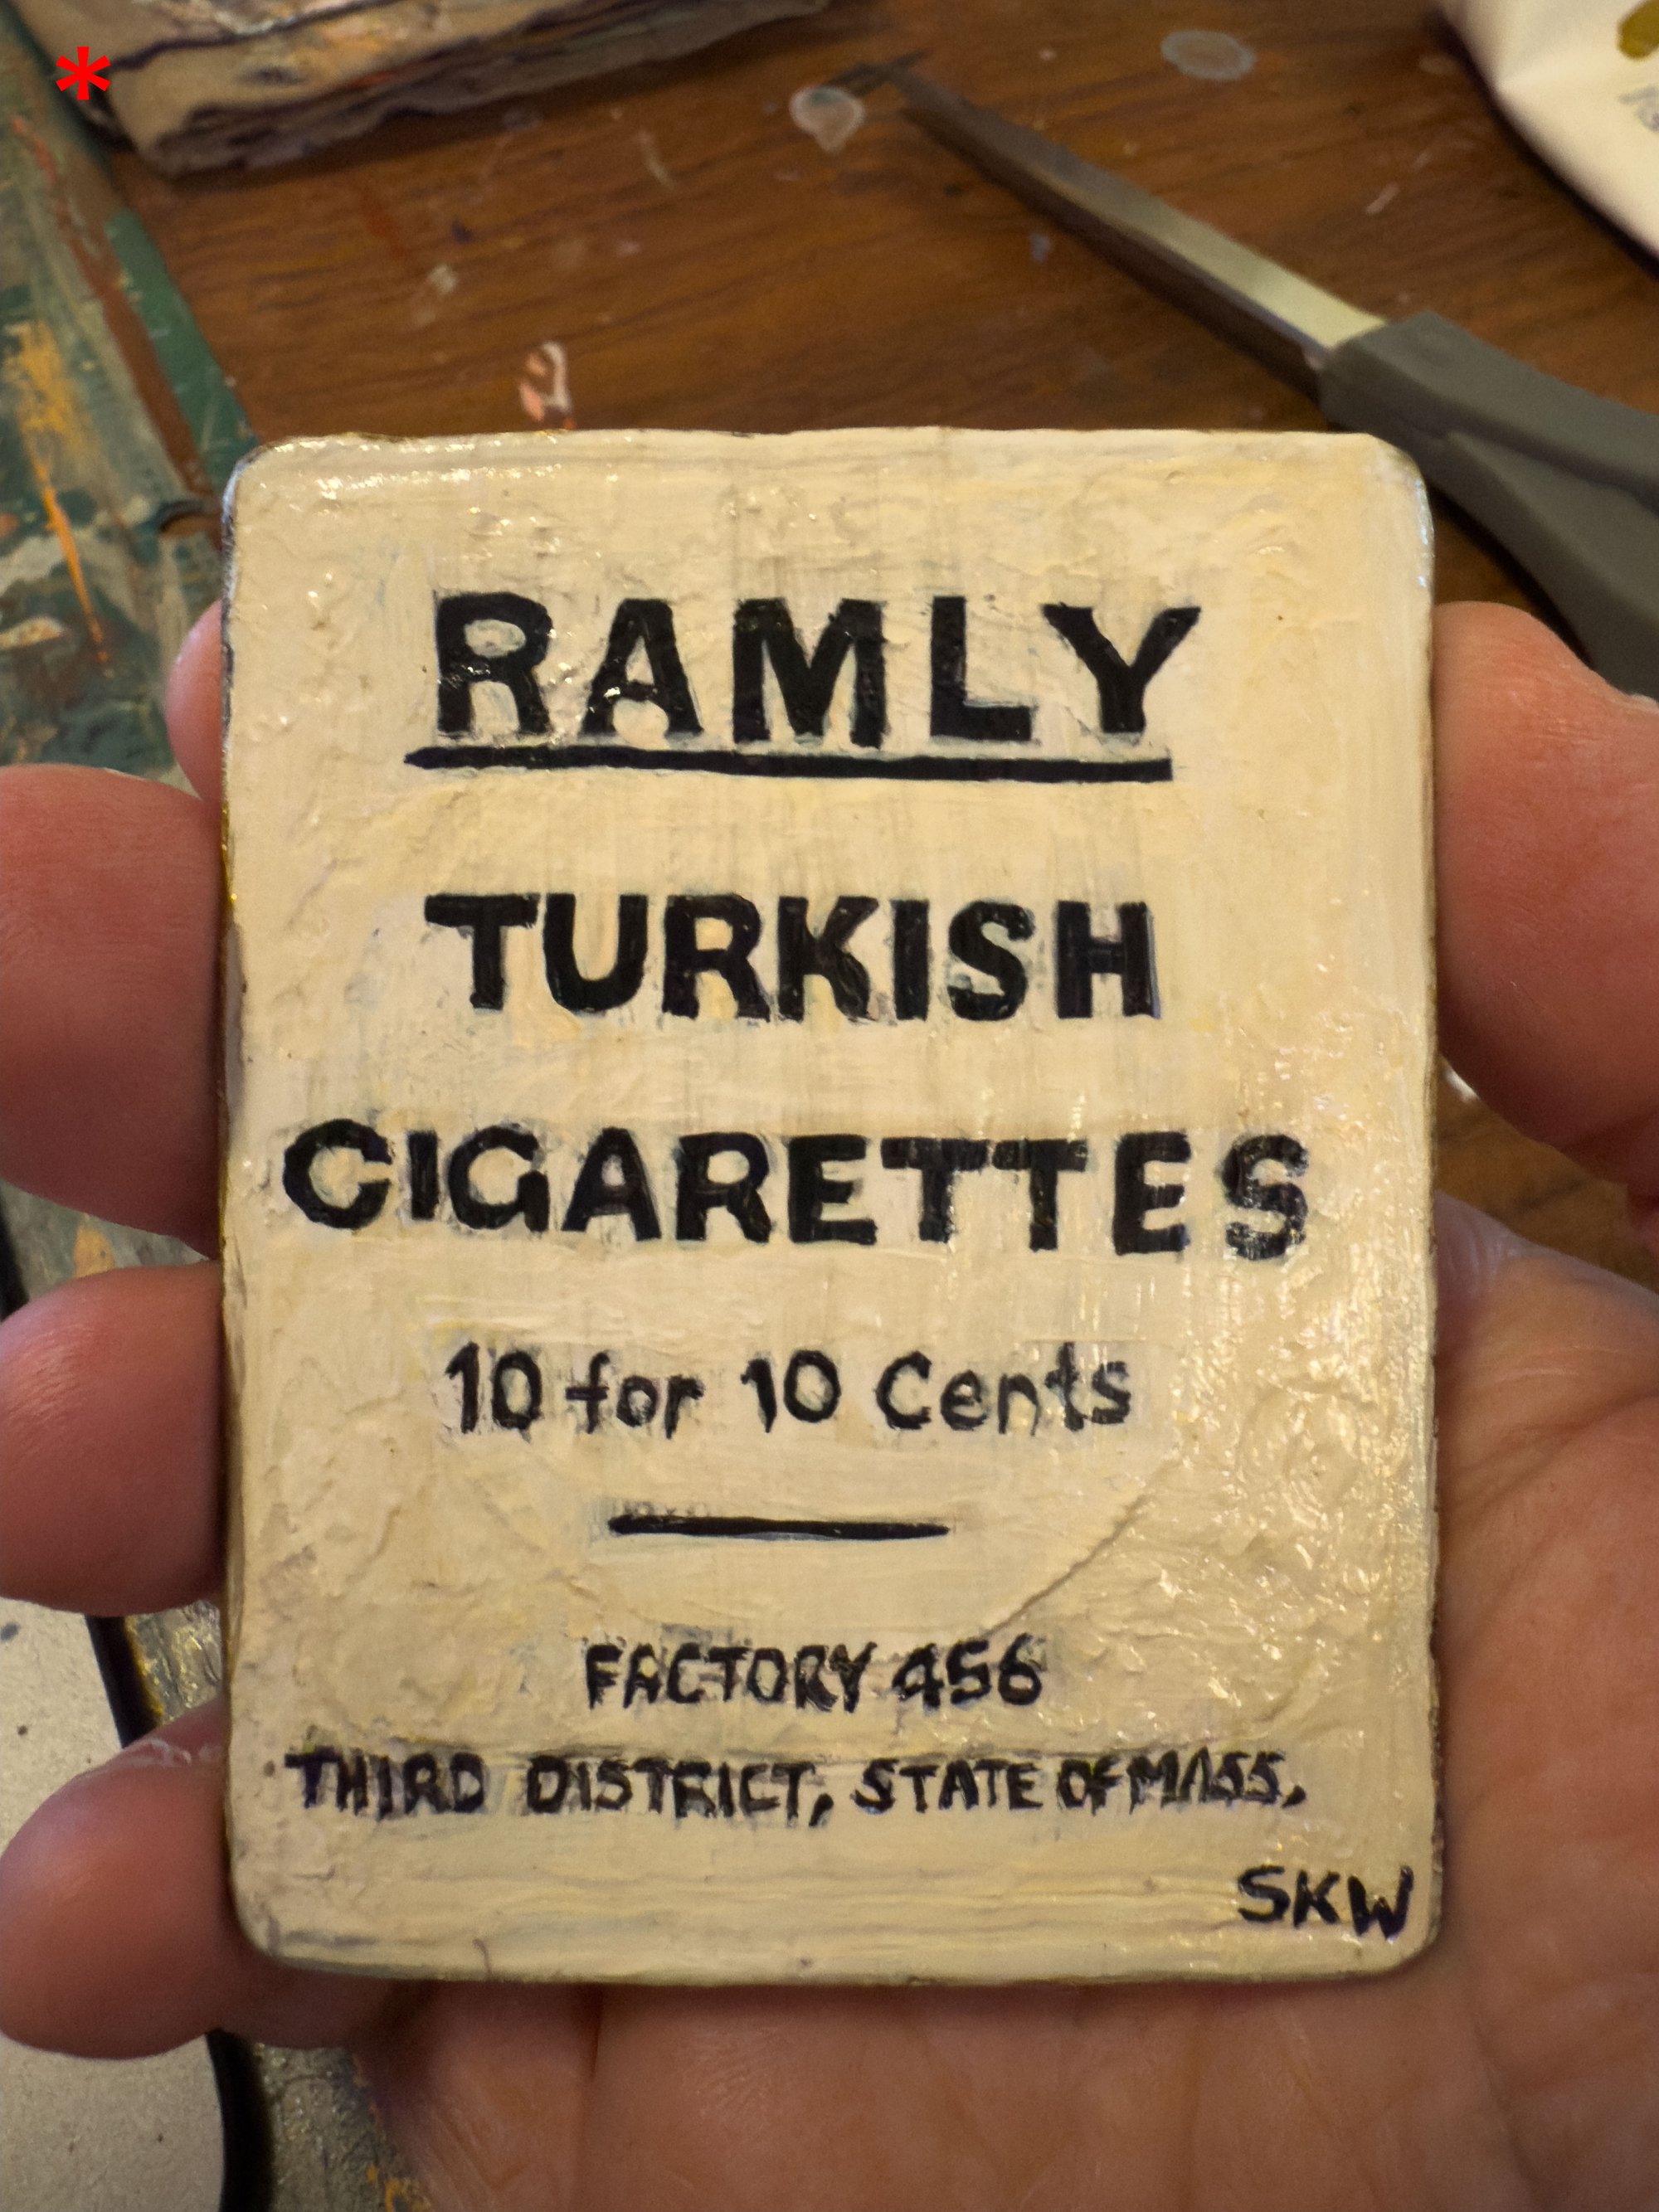 RAMLY
TURKISH
CIGARETTES
10 for 10 Cents
FACTORY 456
THIRD DISTRICT, STATE OF MASS.
SKW